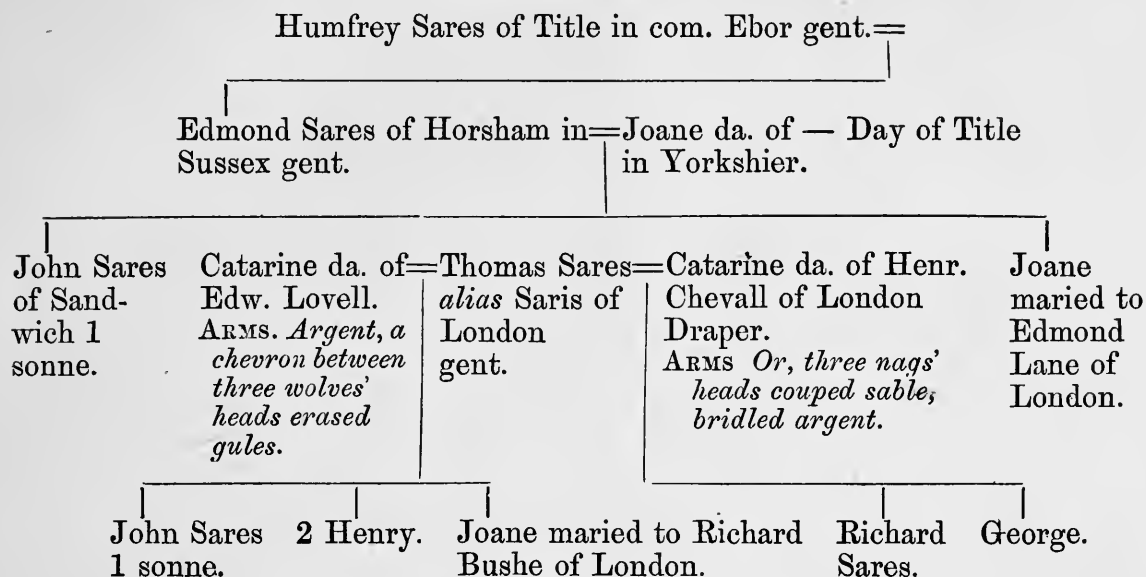 Humfrey Sares of Title in com. Ebor gent.=
Edmond Sares of Horsham in=Joane da. of — Day of Title
Sussex gent.
in Yorkshier.
John Sares
of Sand-
wich 1
sonne.
Catarine da. of=Thomas Sares=Catarine da. of Henr.
Edw. Lovell.
ARMS. Argent, a
chevron between
three wolves'
heads erased
gules.
alias Saris of
London
gent.
Chevall of London
Draper.
ARMS Or, three nags'
heads couped sable,
bridled argent.
Joane
maried to
Edmond
Lane of
London.
John Sares
1 sonne.
2 Henry.
Joane maried to Richard
Bushe of London.
Richard
Sares.
George.